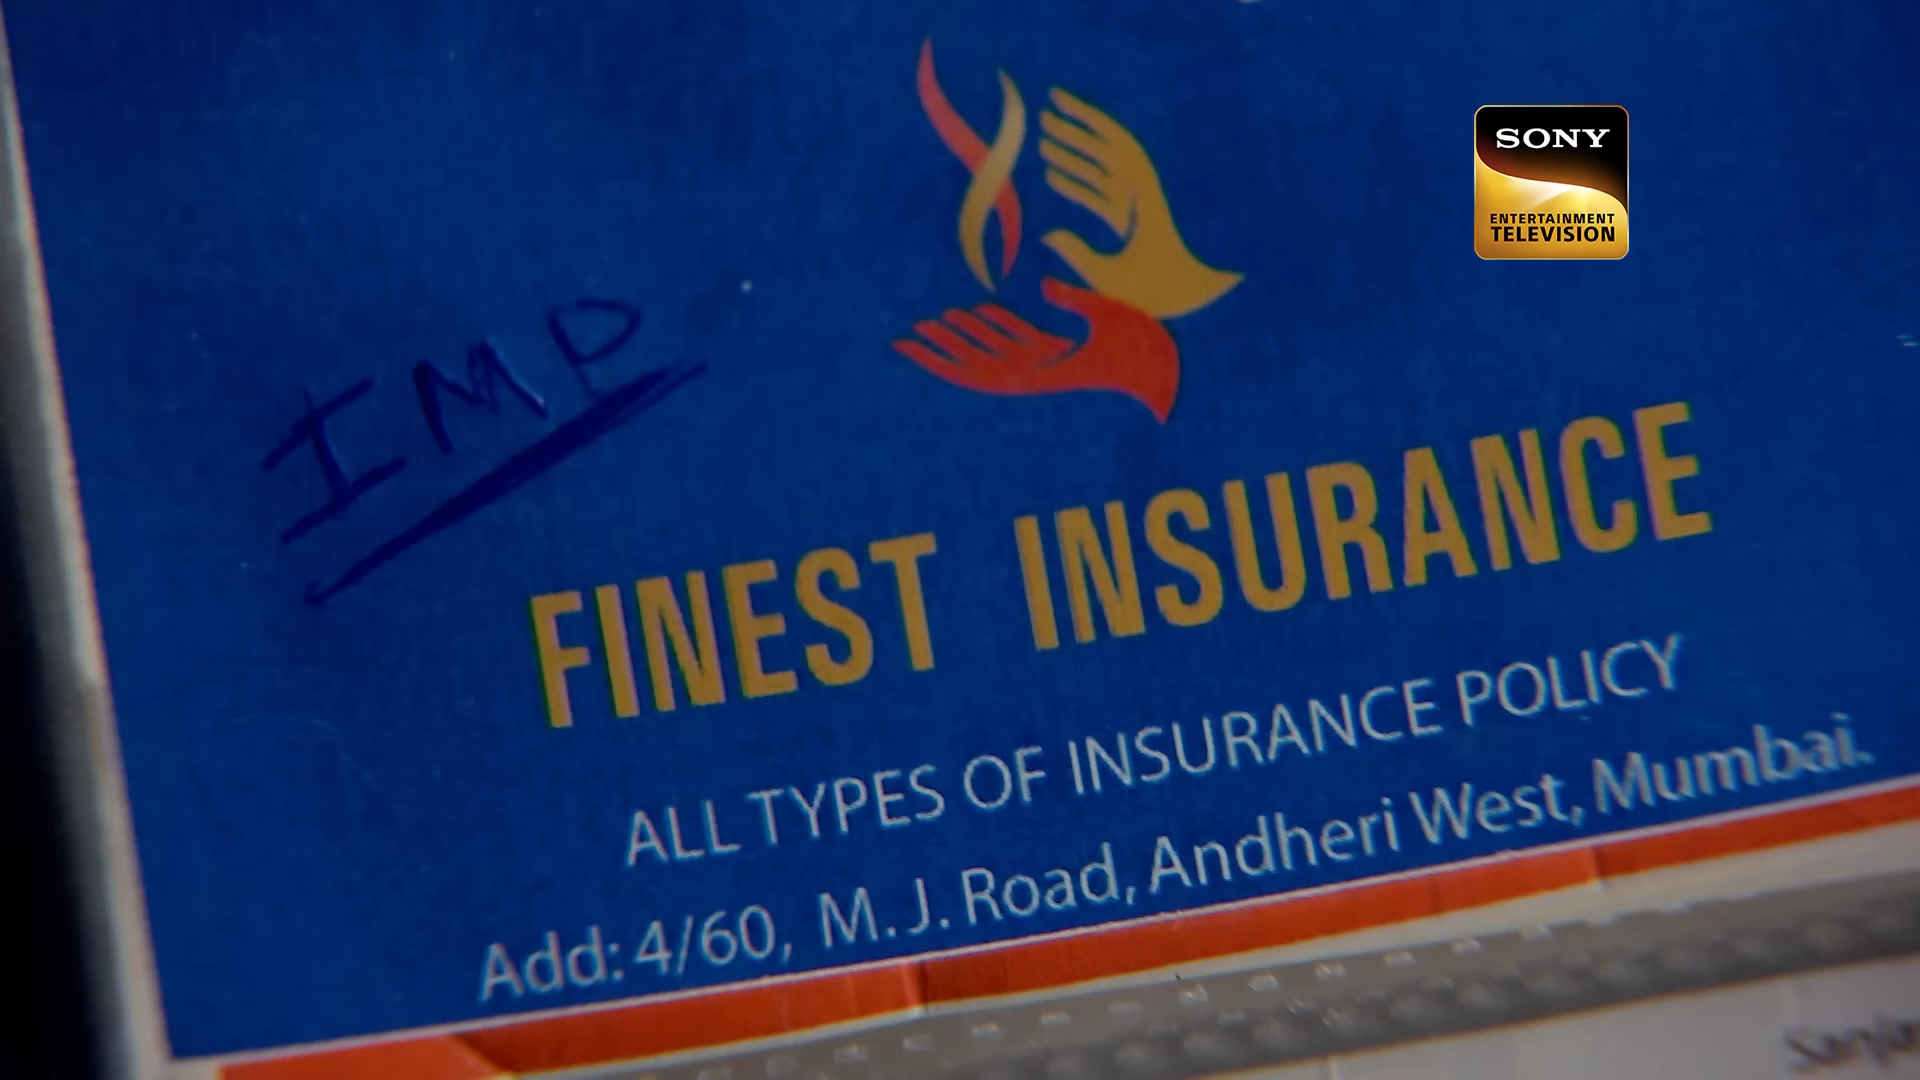 SONY
ENTERTAINMENT
TELEVISION
IMP
FINEST INSURANCE
ALL TYPES OF INSURANCE POLICY
Add: 4/60, M.J. Road, Andheri West, Mumbai.